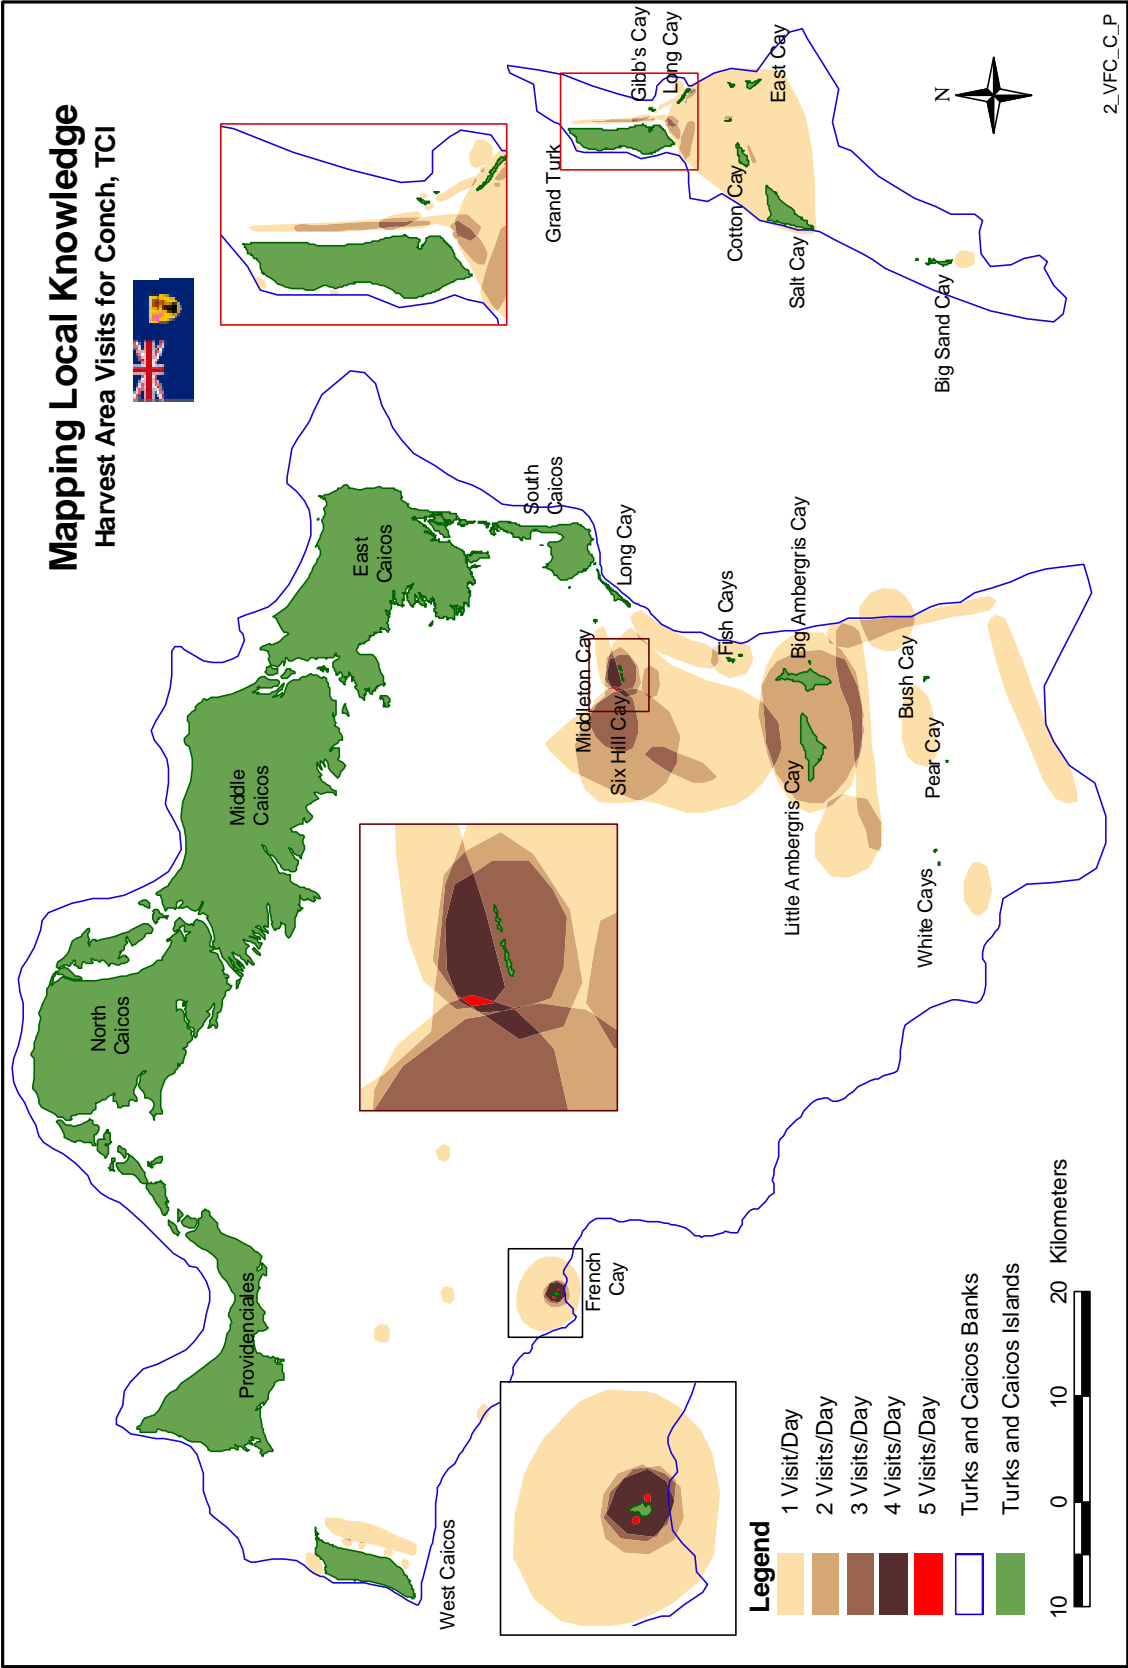 Mapping Local Knowledge
Harvest Area Visits for Conch, TCI
North
Caicos
Middle
Caicos
East
Caicos
South
Caicos
Providenciales
West Caicos
French
Cay
Long Cay
Middleton Cay
Six Hill Cay
Fish Cays
Big Ambergris Cay
Little Ambergris Cay
Bush Cay
Pear Cay
White Cays
Grand Turk
Gibb's Cay
Long Cay
East Cay
Cotton Cay
Salt Cay
Big Sand Cay
N
Legend
1 Visit/Day
2 Visits/Day
3 Visits/Day
4 Visits/Day
5 Visits/Day
Turks and Caicos Banks
Turks and Caicos Islands
10 0 10 20 Kilometers
2_VFC_C_P